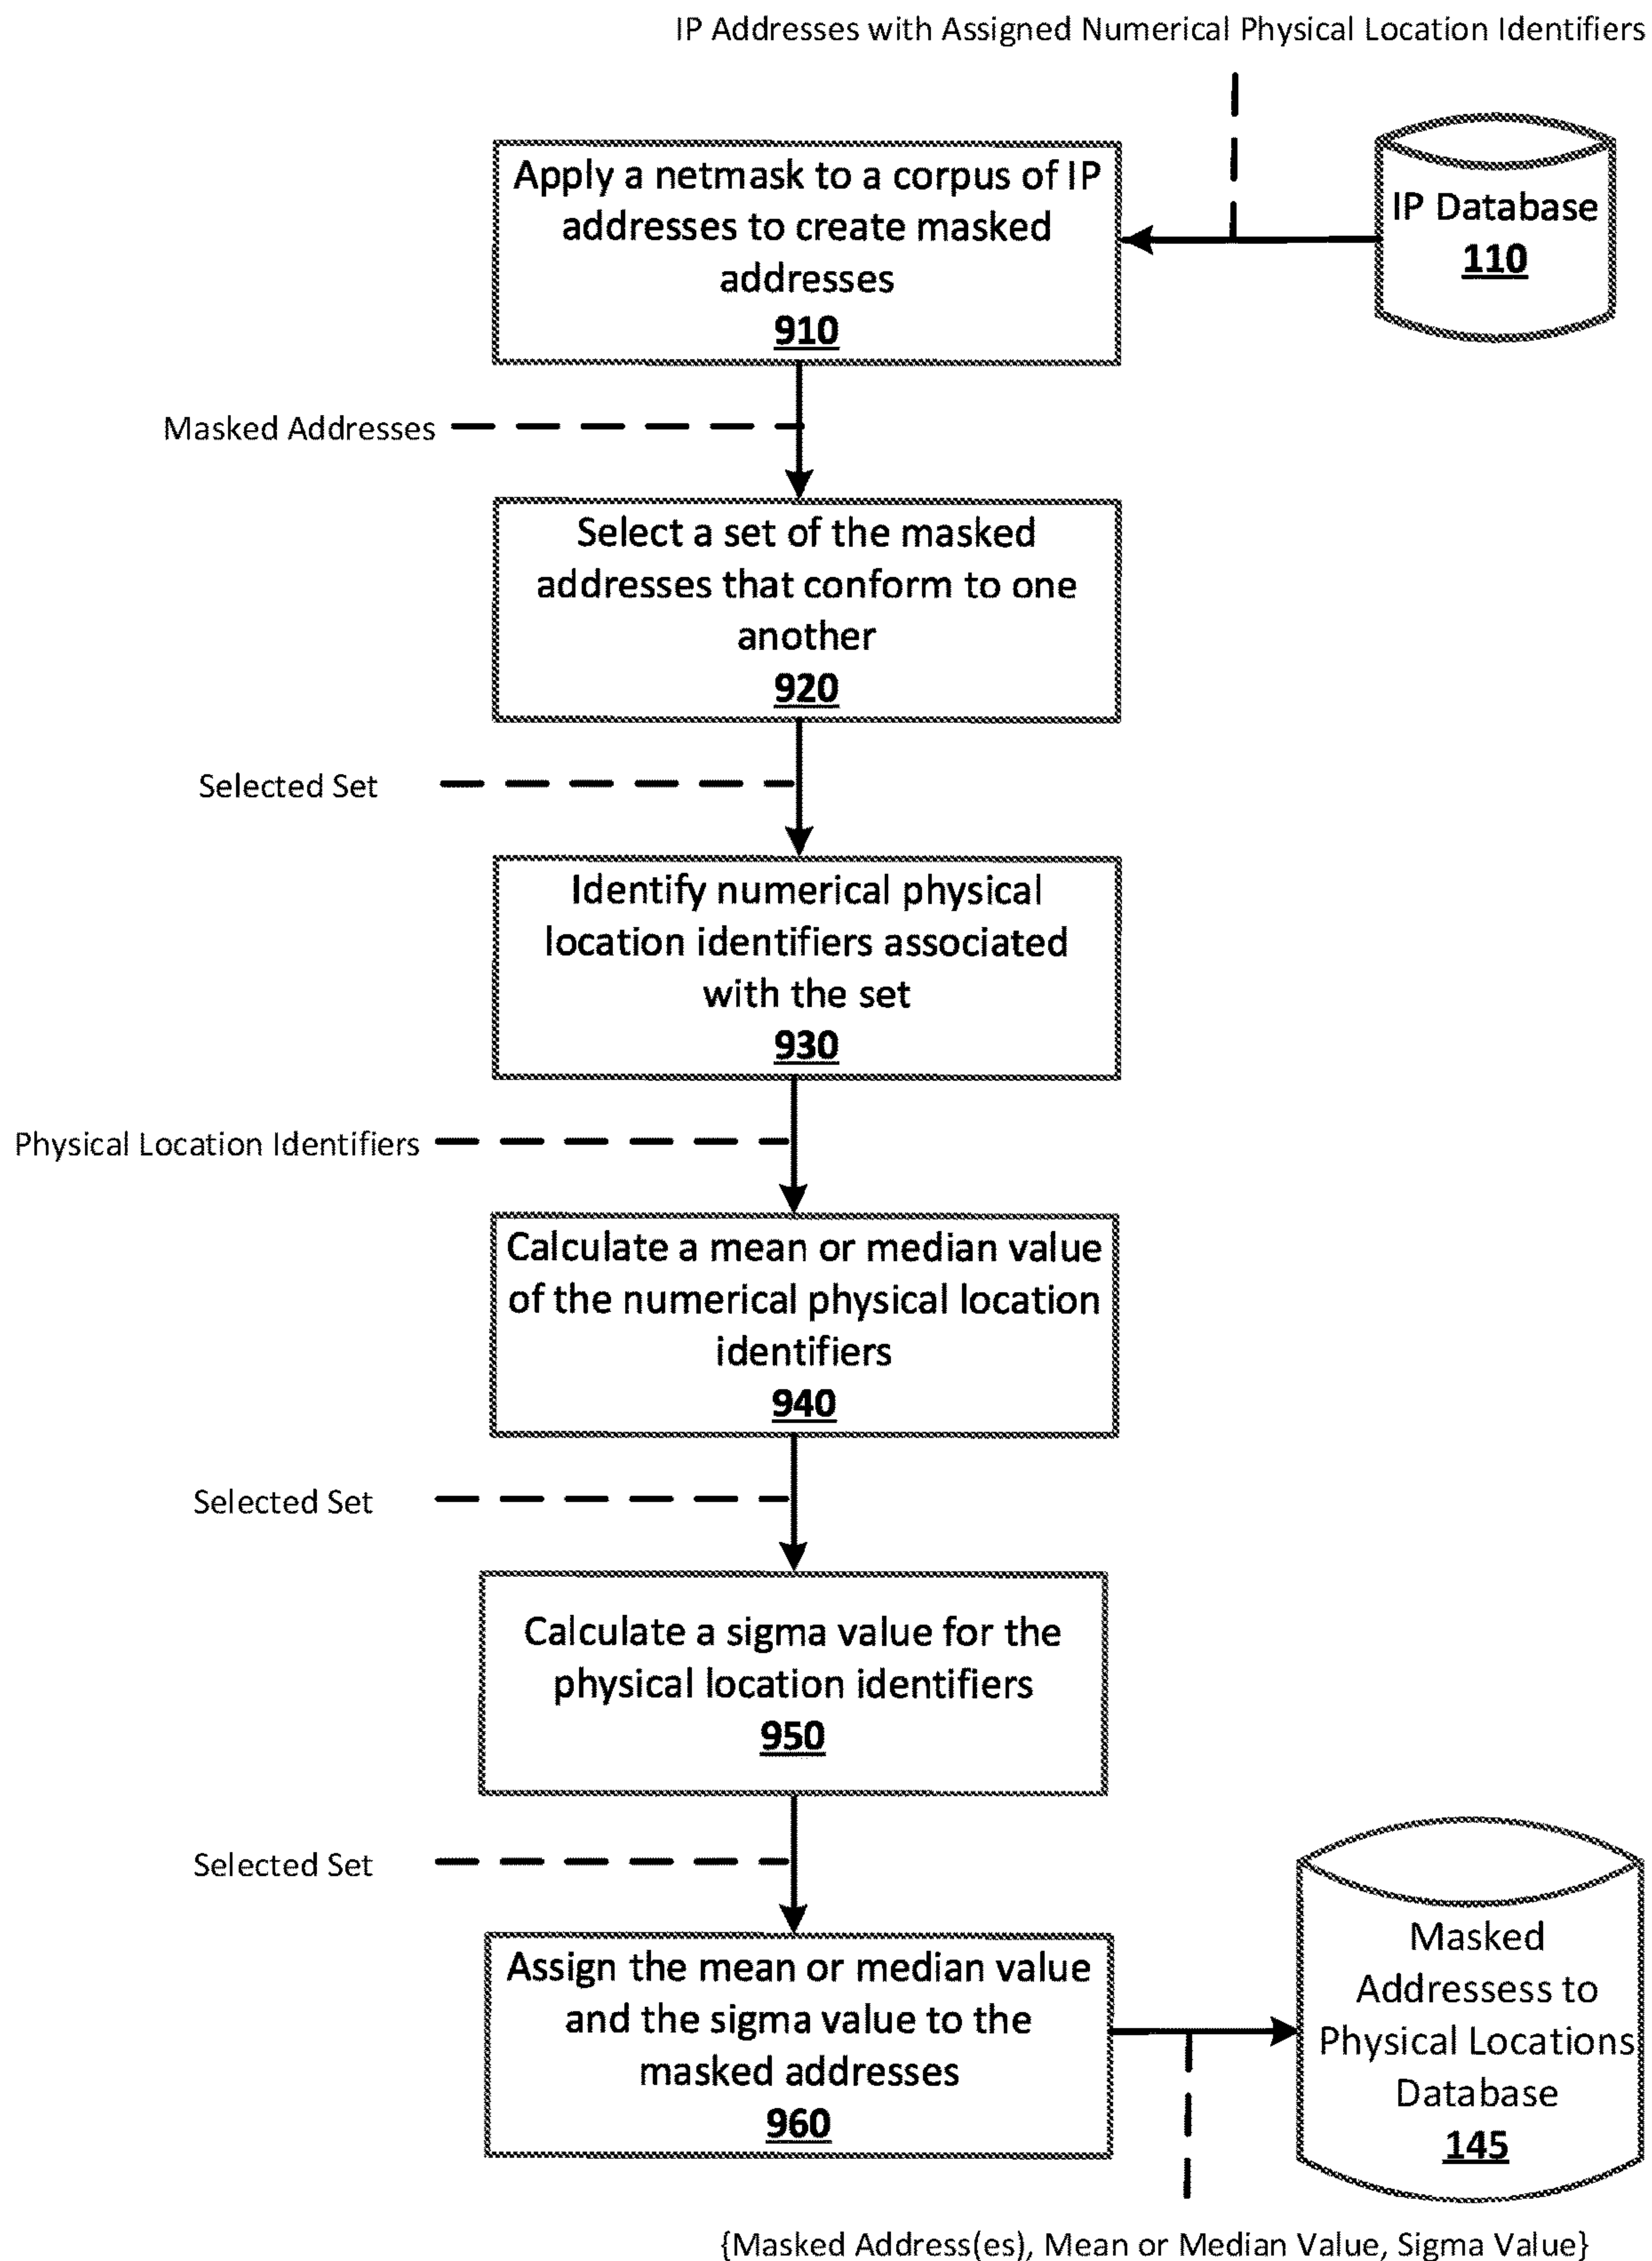 IP Addresses with Assigned Numerical Physical Location Identifiers
Apply a netmask to a corpus of IP
addresses to create masked
addresses
910
IP Database
110
Masked Addresses
Select a set of the masked
addresses that conform to one
another
920
Selected Set
Identify numerical physical
location identifiers associated
with the set
930
Physical Location Identifiers
Calculate a mean or median value
of the numerical physical location
identifiers
940
Selected Set
Calculate a sigma value for the
physical location identifiers
950
Selected Set
Assign the mean or median value
and the sigma value to the
masked addresses
960
Masked
Addressess to
Physical Locations
Database
145
{Masked Address(es), Mean or Median Value, Sigma Value}